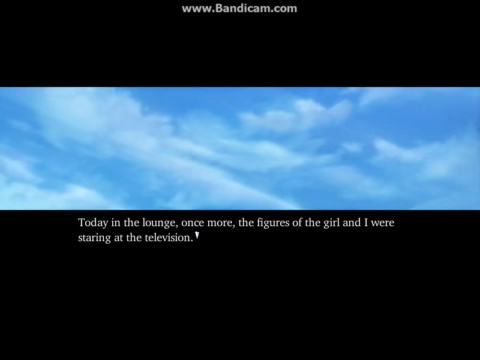 www.Bandicam.com
Today in the lounge, once more, the figures of the girl and I were
staring at the television.